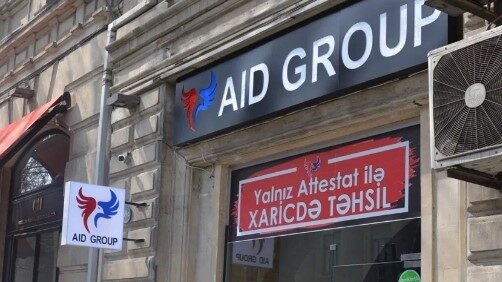 AID GROUP
Yalnız Attestat ilə
XARİCDƏ TƏHSİL
AID GROUP